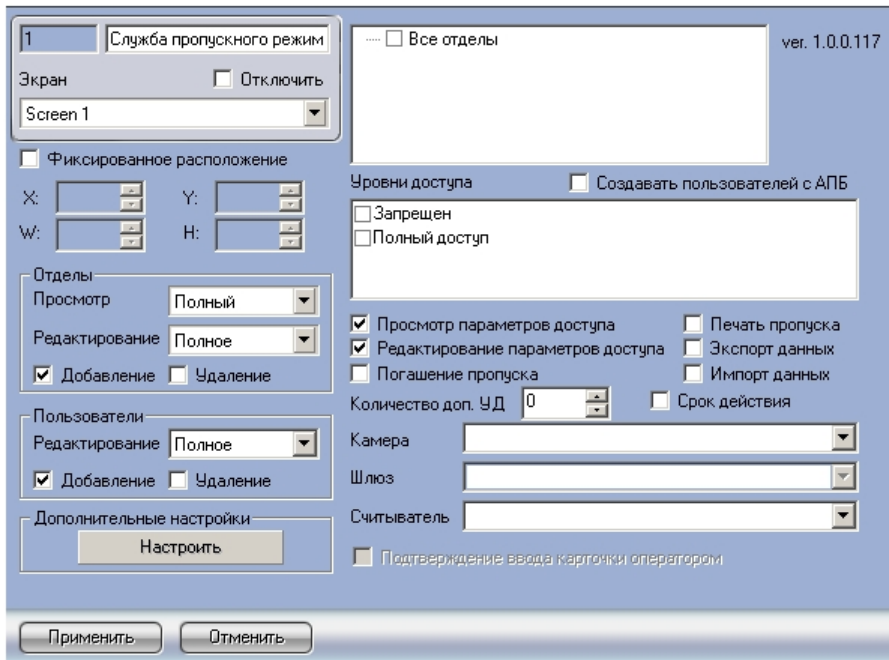 1 Служба пропускного режим
Экран Отключить
Screen 1
Фиксированное расположение
X: Y:
W: H:
Отделы
Просмотр Полный
Редактирование Полное
Добавление Удаление
Пользователи
Редактирование Полное
Добавление Удаление
Дополнительные настройки
Настроить
Все отделы
ver. 1.0.0.117
Уровни доступа Создавать пользователей с АПБ
Запрещен
Полный доступ
Просмотр параметров доступа Печать пропуска
Редактирование параметров доступа Экспорт данных
Погашение пропуска Импорт данных
Количество доп. УД 0 Срок действия
Камера
Шлюз
Считыватель
Подтверждение ввода карточки оператором
Применить Отменить